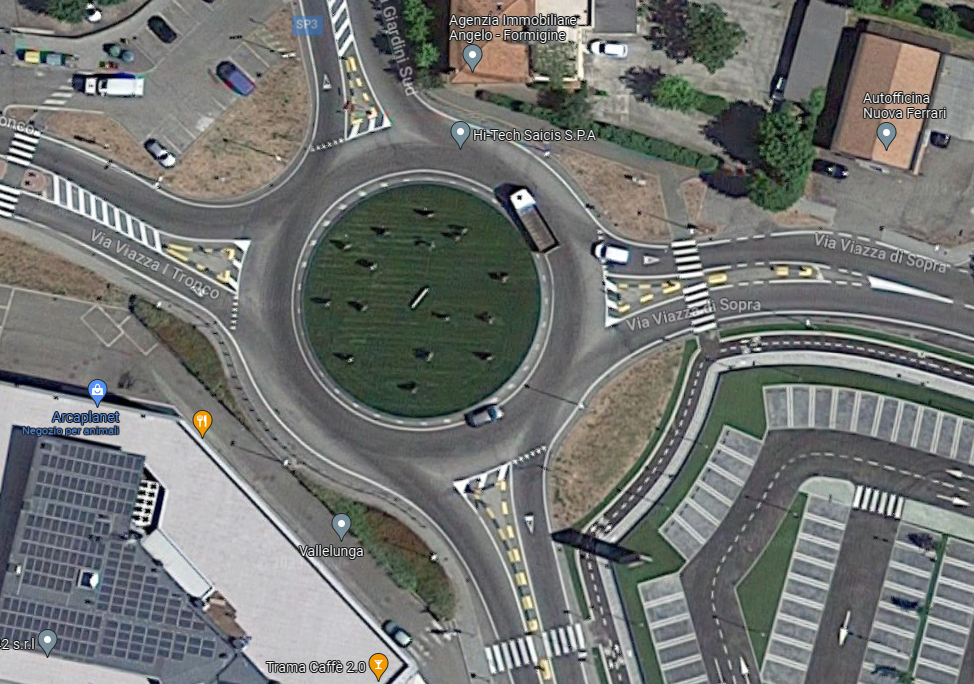 SP3
Giardini Sud
Agenzia Immobiliare
Angelo - Formigine
Autofficina
Nuova Ferrari
Hi-Tech Saicis S.P.A
ronco
Via Viazza I Tronco
Via Viazza di Sopra
Via Viazza di Sopra
Arcaplanet
Negozio per animali
Vallelunga
2 s.r.l
Trama Caffè 2.0